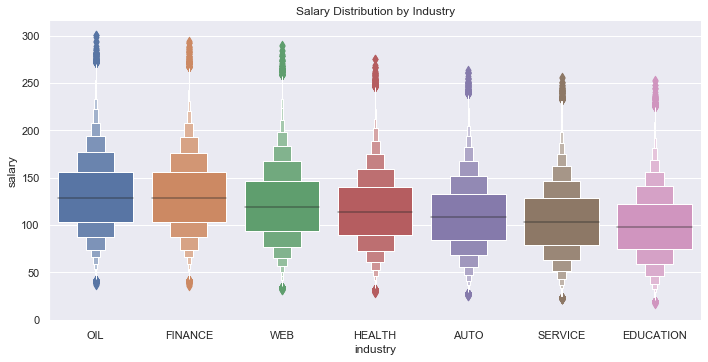 Salary Distribution by Industry
salary
300
250
200
150
100
50
0
OIL FINANCE WEB HEALTH AUTO SERVICE EDUCATION
industry